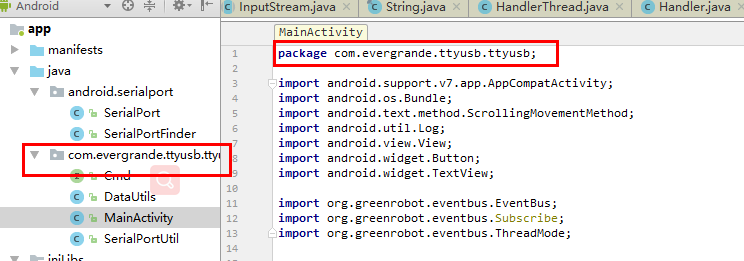 Android
InputStream.java
String.java
HandlerThread.java
Handler.java
app
manifests
java
android.serialport
SerialPort
SerialPortFinder
com.evergrande.ttyusb.tty
Cmd
DataUtils
MainActivity
SerialPortUtil
jniLibs
MainActivity
1 package com.evergrande.ttyusb.ttyusb;
2
3 import android.support.v7.app.AppCompatActivity;
4 import android.os.Bundle;
5 import android.text.method.ScrollingMovementMethod;
6 import android.util.Log;
7 import android.view.View;
8 import android.widget.Button;
9 import android.widget.TextView;
10
11 import org.greenrobot.eventbus.EventBus;
12 import org.greenrobot.eventbus.Subscribe;
13 import org.greenrobot.eventbus.ThreadMode;